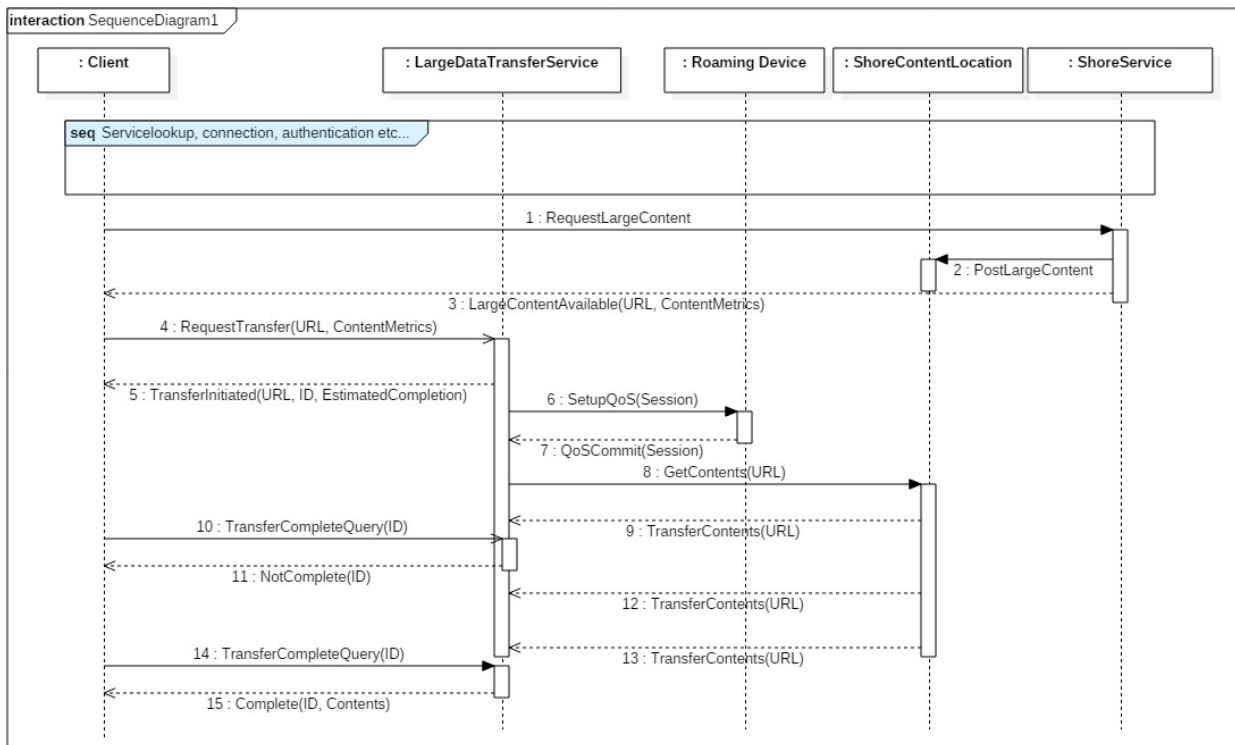 interaction SequenceDiagram1
: Client
: LargeDataTransferService
: Roaming Device
: ShoreContentLocation
: ShoreService
seq Servicelookup, connection, authentication etc...
1 : RequestLargeContent
2 : PostLargeContent
3 : LargeContentAvailable(URL, ContentMetrics)
4 : RequestTransfer(URL, ContentMetrics)
5 : TransferInitiated(URL, ID, EstimatedCompletion)
6 : SetupQoS(Session)
7 : QoSCommit(Session)
8 : GetContents(URL)
9 : TransferContents(URL)
10 : TransferCompleteQuery(ID)
11 : NotComplete(ID)
12 : TransferContents(URL)
13 : TransferContents(URL)
14 : TransferCompleteQuery(ID)
15 : Complete(ID, Contents)